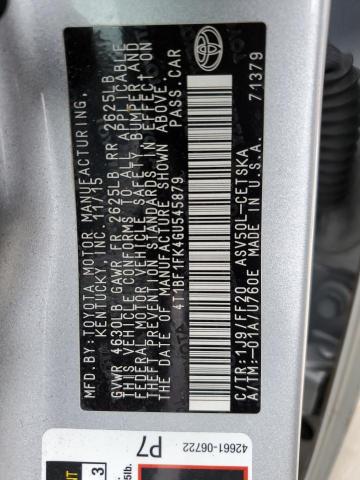 MFD.BY: TOYOTA MOTOR MANUFACTURING,
KENTUCKY, INC. 11/15
GVWR 4630LB GAWR FR 2625LB RR 2625LB
THIS VEHICLE CONFORMS TO ALL APPLICABLE
FEDERAL MOTOR VEHICLE SAFETY, BUMPER, AND
THEFT PREVENTION STANDARDS IN EFFECT ON
THE DATE OF MANUFACTURE SHOWN ABOVE.
4T1BF1FK4GU545879 PASS.CAR
C/TR:1J9/FF20 ASV50L-CETSKA
A/TM:-01A/U760E MADE IN U.S.A. 71379
42661-06722
P7
3